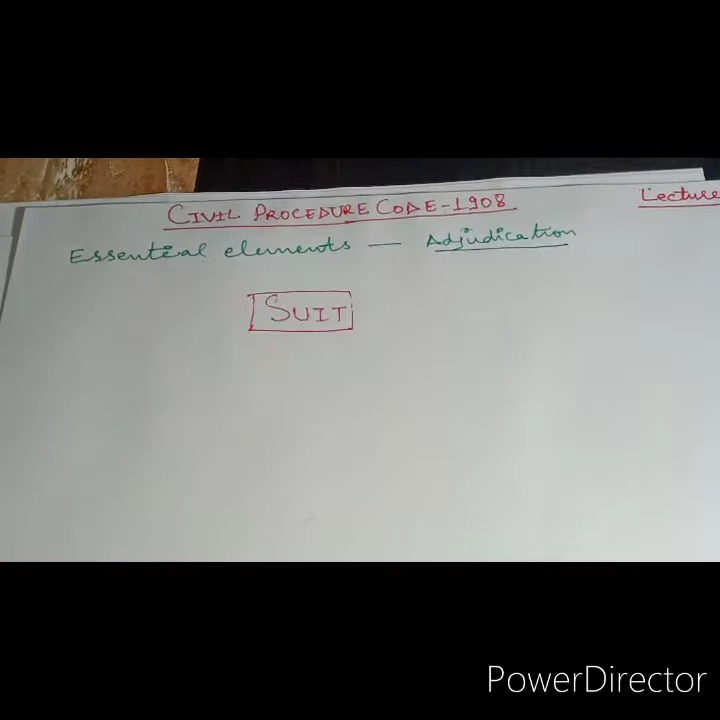 CIVIL PROCEDURE CODE-1908
Lecture
Essential elements — Adjudication
SUIT
PowerDirector